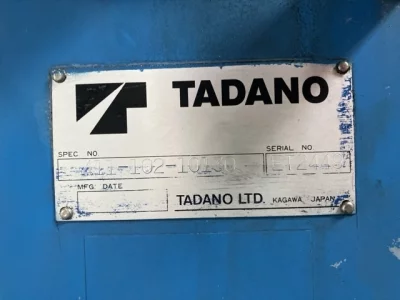 TADANO
SPEC. NO. SERIAL NO.
MFG. DATE
TADANO LTD. KAGAWA, JAPAN